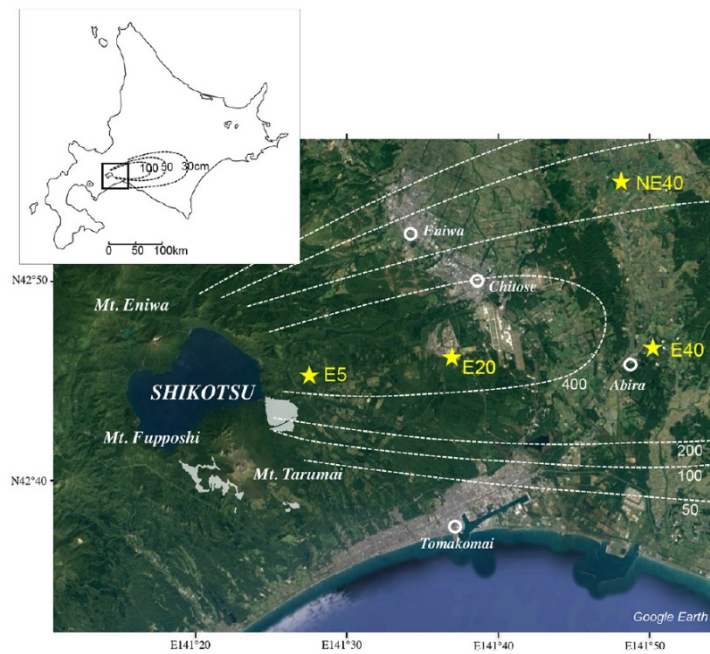 100 50 30cm
0 50 100km
NE40
Eniwa
N42°50
Chitose
Mt. Eniwa
E40
E20
E5
Abira
400
SHIKOTSU
Mt. Fupposhi
200
Mt. Tarumai
100
N42°40
50
Tomakomai
Google Earth
E141°20 E141°30 E141°40 E141°50